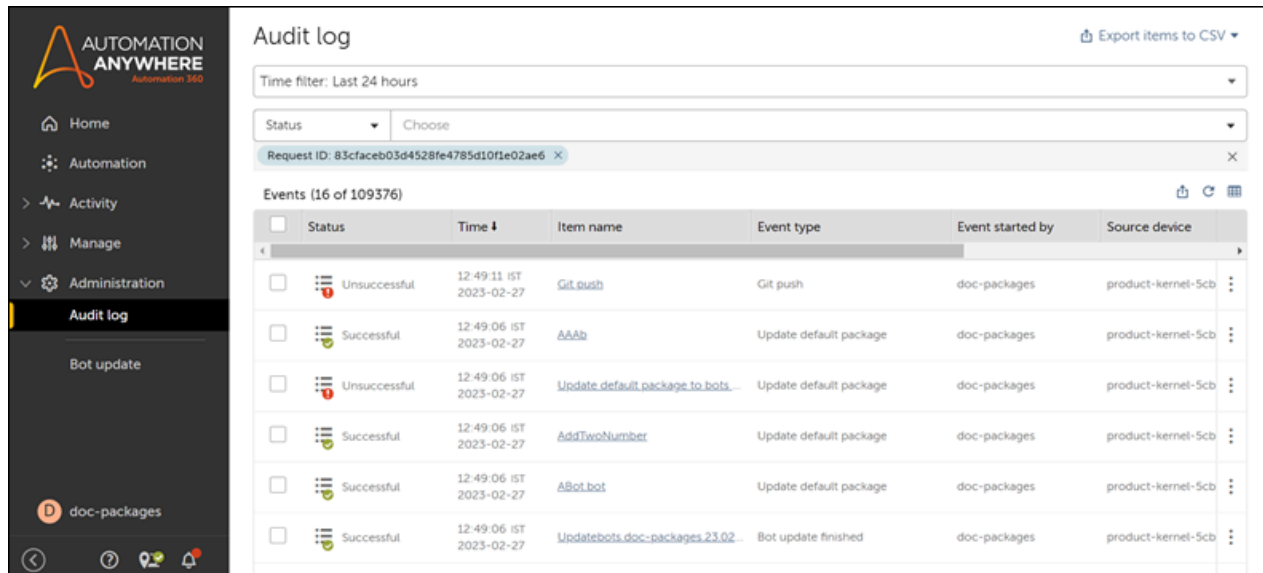 AUTOMATION
ANYWHERE
Automation 360
Home
Automation
Activity
Manage
Administration
Audit log
Bot update
D doc-packages
Audit log
Export items to CSV
Time filter: Last 24 hours
Status Choose
Request ID: 83cfaceb03d4528fe4785d10f1e02ae6
Events (16 of 109376)
Status Time Item name Event type Event started by Source device
Unsuccessful 12:49:11 IST Git push Git push doc-packages product-kernel-5cb
2023-02-27
Successful 12:49:06 IST AAAb Update default package doc-packages product-kernel-5cb
2023-02-27
Unsuccessful 12:49:06 IST Update default package to bots... Update default package doc-packages product-kernel-5cb
2023-02-27
Successful 12:49:06 IST AddTwoNumber Update default package doc-packages product-kernel-5cb
2023-02-27
Successful 12:49:06 IST ABot.bot Update default package doc-packages product-kernel-5cb
2023-02-27
Successful 12:49:06 IST Updatebots.doc-packages.23.02... Bot update finished doc-packages product-kernel-5cb
2023-02-27